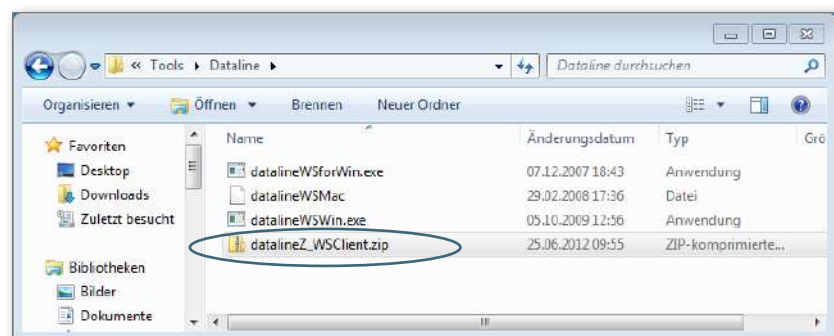 « Tools ▸ Dataline ▸
Dataline durchsuchen
Organisieren Öffnen Brennen Neuer Ordner
Favoriten
Desktop
Downloads
Zuletzt besucht
Bibliotheken
Bilder
Dokumente
Name Änderungsdatum Typ Grö
datalineWSforWin.exe 07.12.2007 18:43 Anwendung
datalineWSMac 29.02.2008 17:36 Datei
datalineWSWin.exe 05.10.2009 12:56 Anwendung
datalineZ_WSClient.zip 25.06.2012 09:55 ZIP-komprimierte...